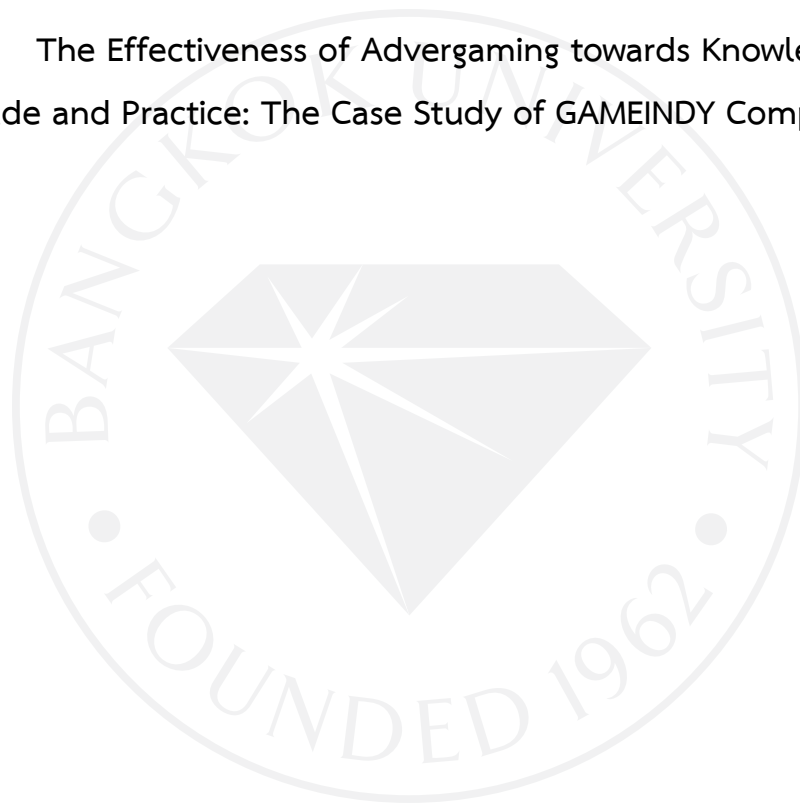 The Effectiveness of Advergaming towards Knowle
de and Practice: The Case Study of GAMEINDY Comp
BANGKOK UNIVERSITY
• FOUNDED 1962 •